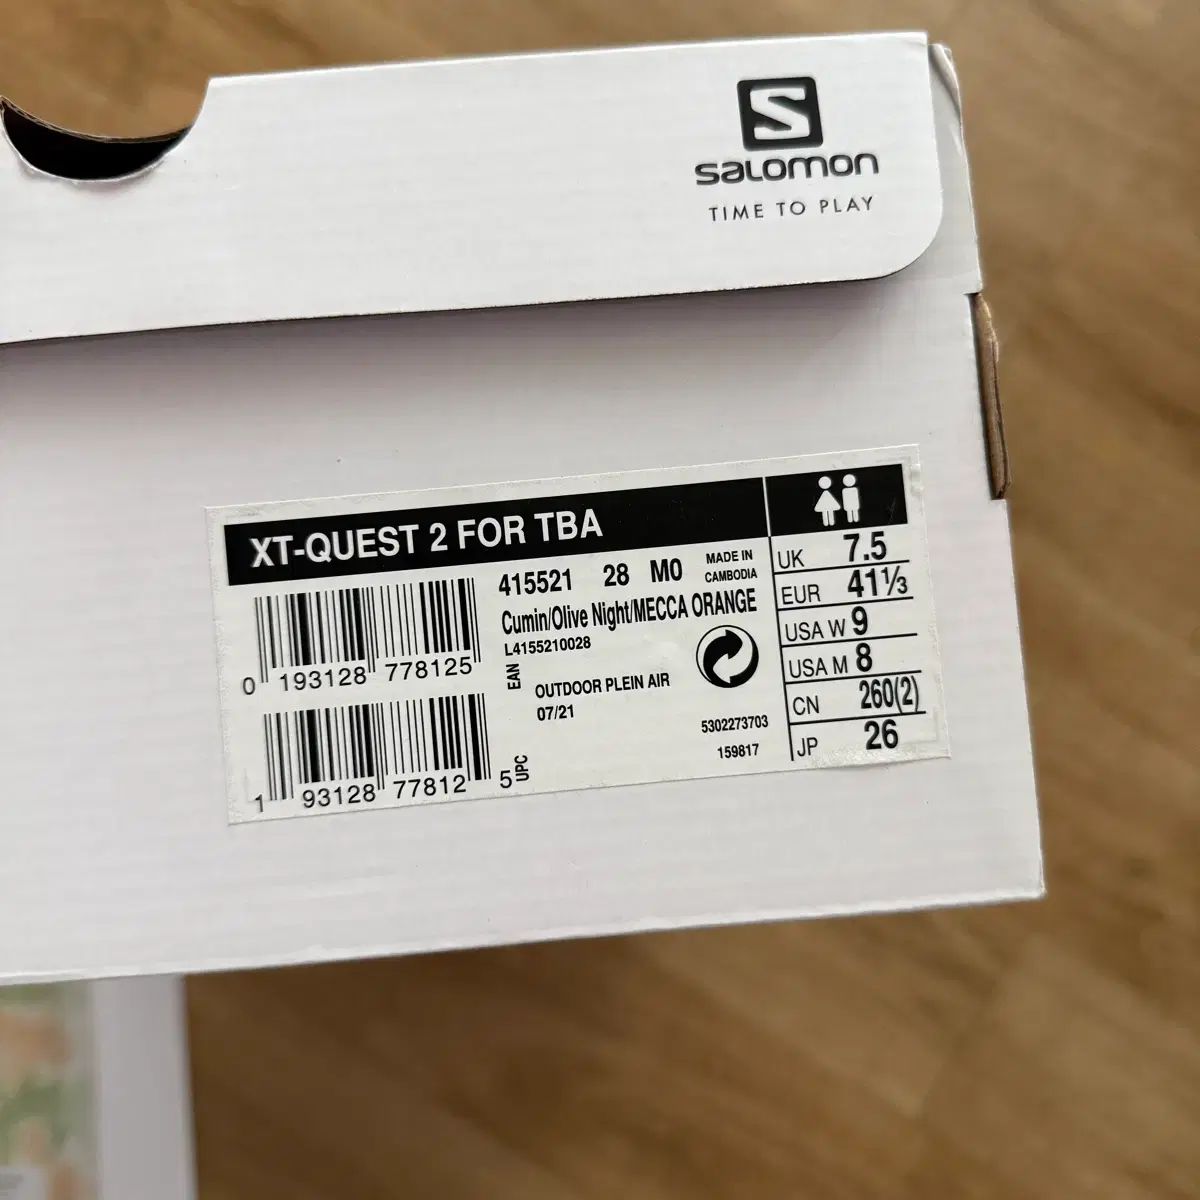 S
SALOMON
TIME TO PLAY
XT-QUEST 2 FOR TBA
415521 28 M0 MADE IN CAMBODIA
Cumin/Olive Night/MECCA ORANGE
L4155210028
0 193128 778125 EAN
OUTDOOR PLEIN AIR
07/21
5302273703
159817
1 93128 77812 5 UPC
UK 7.5
EUR 41⅓
USA W 9
USA M 8
CN 260(2)
JP 26